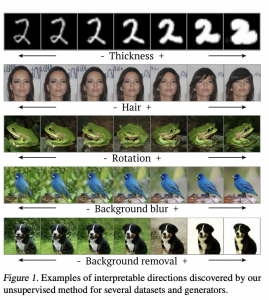 - Thickness +
- Hair +
- Rotation +
- Background blur +
- Background removal +
Figure 1. Examples of interpretable directions discovered by our
unsupervised method for several datasets and generators.